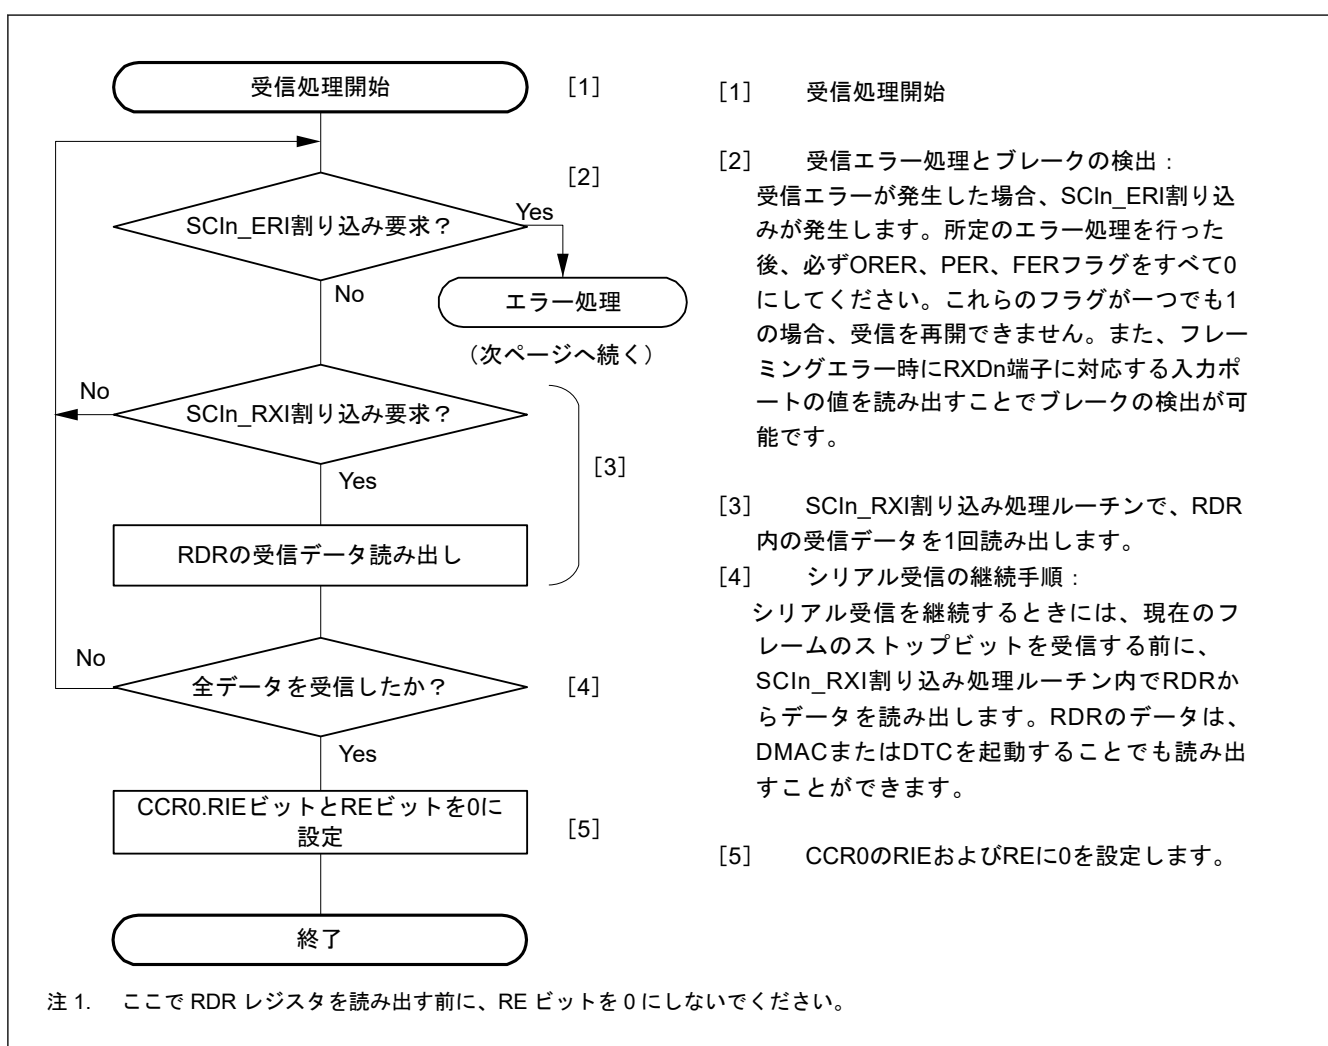 受信処理開始
[1]
[2]
SCIn_ERI割り込み要求？
Yes
No
エラー処理
（次ページへ続く）
No
SCIn_RXI割り込み要求？
Yes
[3]
RDRの受信データ読み出し
No
全データを受信したか？
[4]
Yes
CCR0.RIEビットとREビットを0に
設定
[5]
終了
[1] 受信処理開始
[2] 受信エラー処理とブレークの検出：
受信エラーが発生した場合、SCIn_ERI割り込
みが発生します。所定のエラー処理を行った
後、必ずORER、PER、FERフラグをすべて0
にしてください。これらのフラグが一つでも1
の場合、受信を再開できません。また、フレー
ミングエラー時にRXDn端子に対応する入力ポ
ートの値を読み出すことでブレークの検出が可
能です。
[3] SCIn_RXI割り込み処理ルーチンで、RDR
内の受信データを1回読み出します。
[4] シリアル受信の継続手順：
シリアル受信を継続するときには、現在のフ
レームのストップビットを受信する前に、
SCIn_RXI割り込み処理ルーチン内でRDRか
らデータを読み出します。RDRのデータは、
DMACまたはDTCを起動することでも読み出
すことができます。
[5] CCR0のRIEおよびREに0を設定します。
注 1. ここで RDR レジスタを読み出す前に、RE ビットを 0 にしないでください。